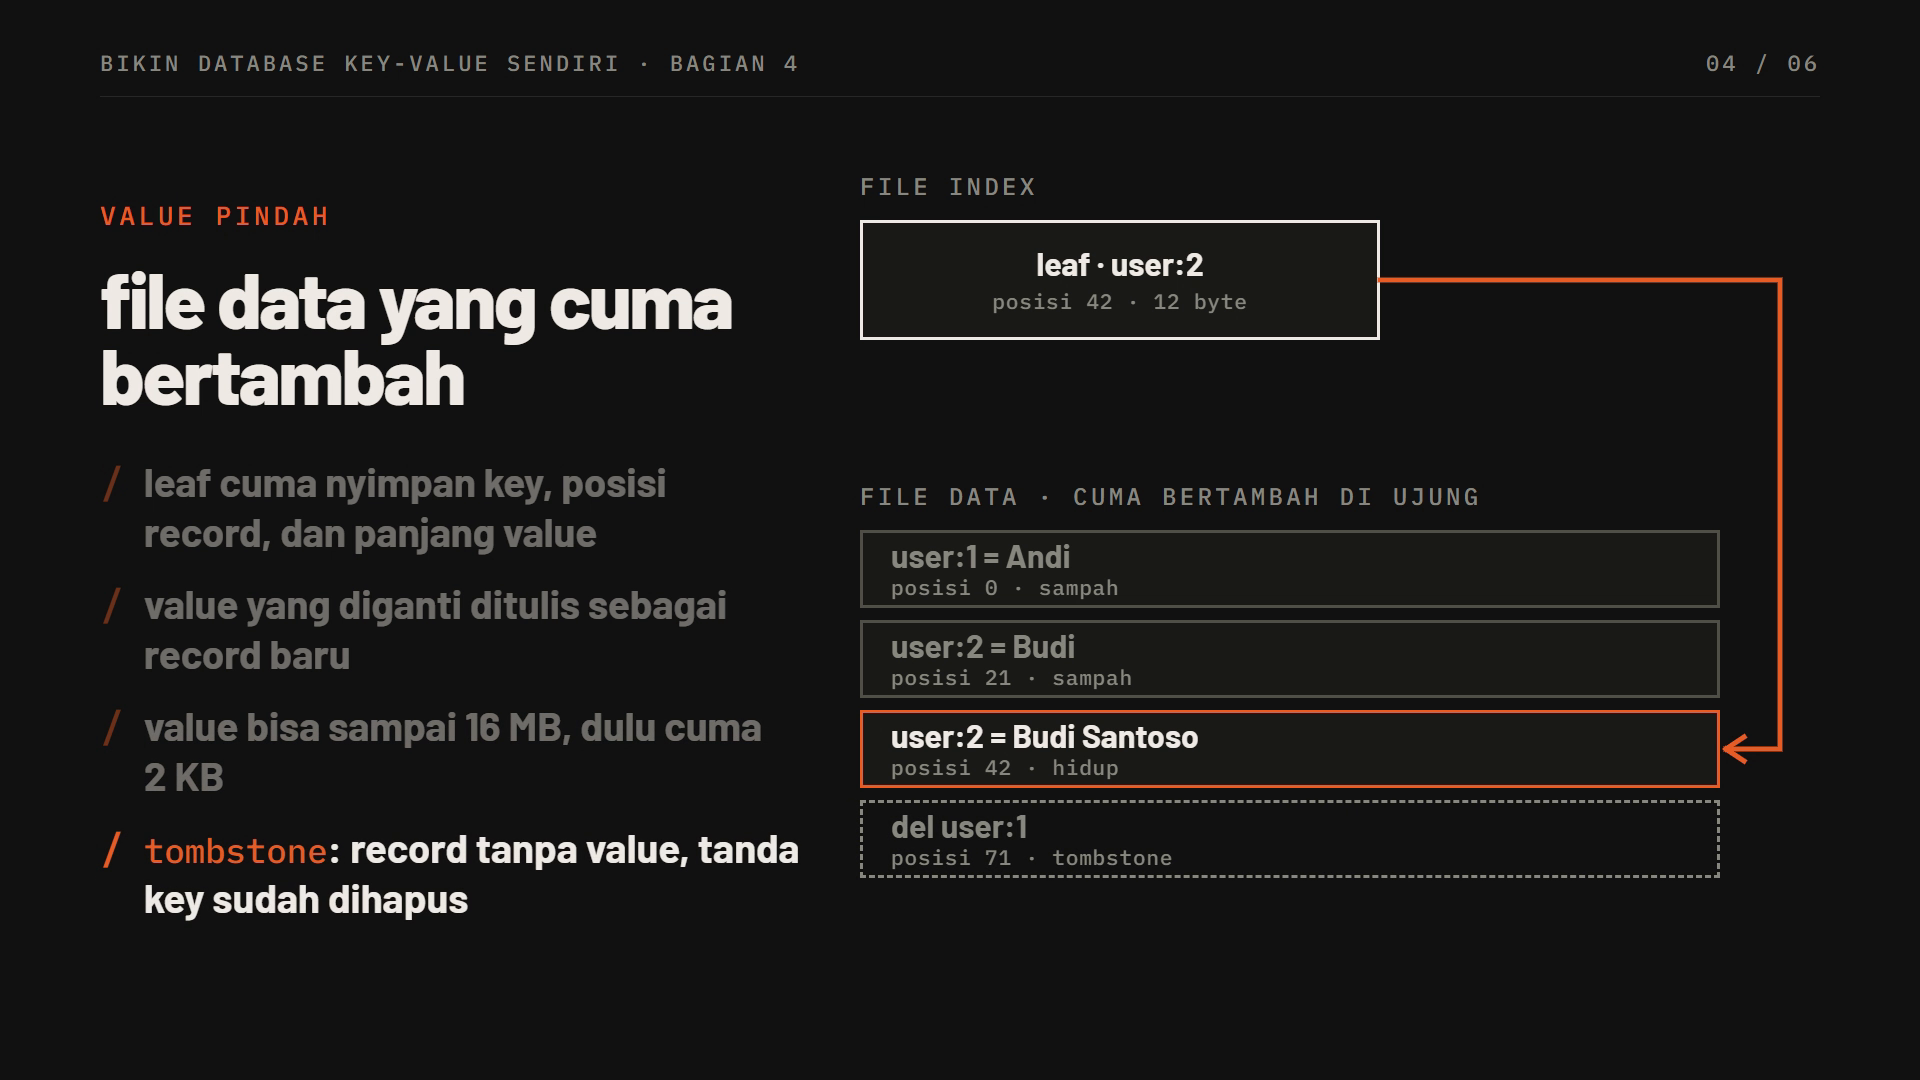 BIKIN DATABASE KEY-VALUE SENDIRI · BAGIAN 4
04 / 06
VALUE PINDAH
file data yang cuma
bertambah
/ leaf cuma nyimpan key, posisi
record, dan panjang value
/ value yang diganti ditulis sebagai
record baru
/ value bisa sampai 16 MB, dulu cuma
2 KB
/ tombstone: record tanpa value, tanda
key sudah dihapus
FILE INDEX
leaf · user:2
posisi 42 · 12 byte
FILE DATA · CUMA BERTAMBAH DI UJUNG
user:1 = Andi
posisi 0 · sampah
user:2 = Budi
posisi 21 · sampah
user:2 = Budi Santoso
posisi 42 · hidup
del user:1
posisi 71 · tombstone